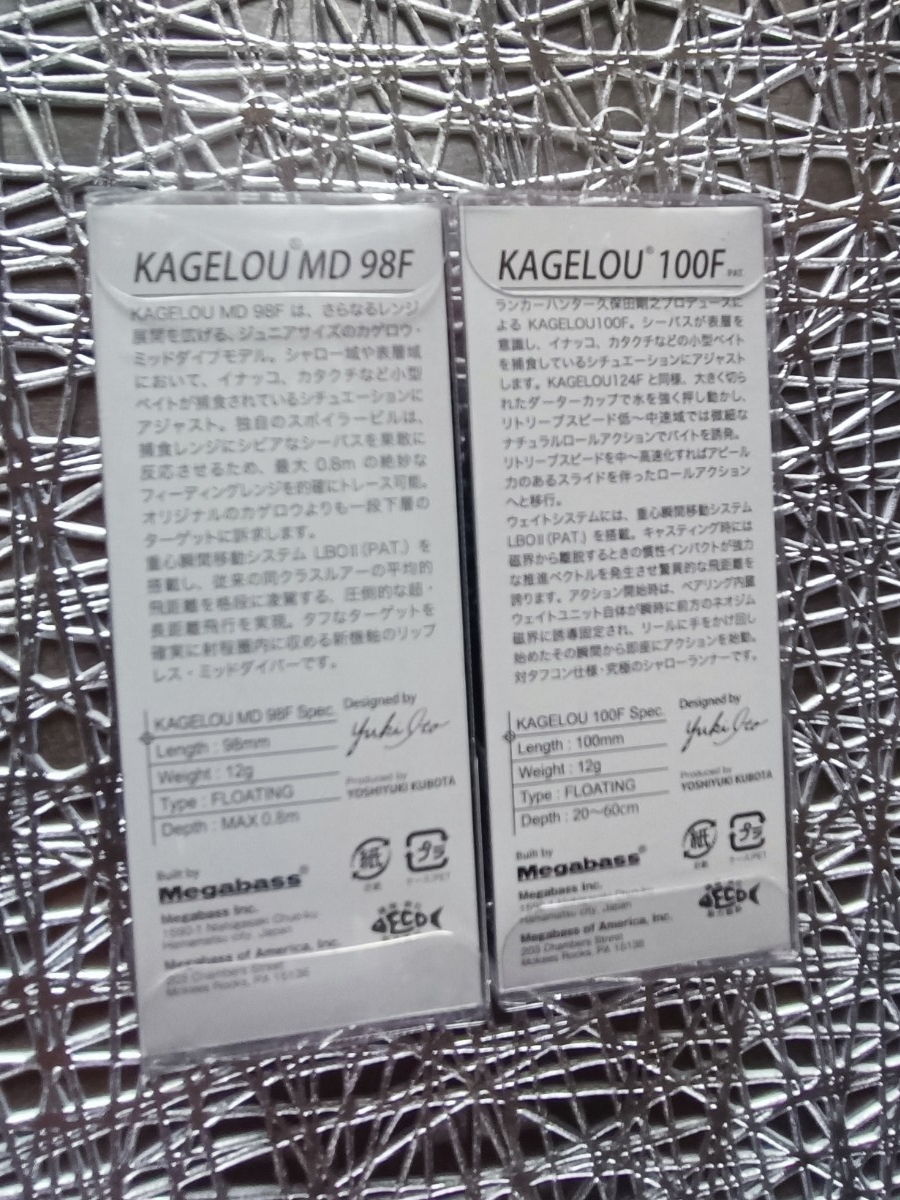 KAGELOU® MD 98F
KAGELOU MD 98F は、さらなるレンジ
展開を広げる、ジュニアサイズのカゲロウ・
ミッドダイブモデル。シャロー域や表層域
において、イナッコ、カタクチなど小型
ベイトが捕食されているシチュエーションに
アジャスト。独自のスポイラービルは、
捕食レンジにシビアなシーバスを果敢に
反応させるため、最大 0.8m の絶妙な
フィーディングレンジを的確にトレース可能。
オリジナルのカゲロウよりも一段下層の
ターゲットに訴求します。
重心瞬間移動システム LBOⅡ(PAT.) を
搭載し、従来の同クラスルアーの平均的
飛距離を格段に凌駕する、圧倒的な超・
長距離飛行を実現。タフなターゲットを
確実に射程圏内に収める新機軸のリップ
レス・ミッドダイバーです。
KAGELOU MD 98F Spec.
Length : 98mm
Weight : 12g
Type : FLOATING
Depth : MAX 0.8m
Designed by
Yuki Ito
Produced by
YOSHIYUKI KUBOTA
Built by
Megabass®
Megabass Inc.
Hamamatsu city, Japan
Megabass of America, Inc.
203 Chambers Street
McKees Rocks, PA 15136
紙
プラ
ECO
KAGELOU® 100F PAT.
ランカーハンター久保田剛之プロデュースに
よる KAGELOU100F。シーバスが表層を
意識し、イナッコ、カタクチなどの小型ベイト
を捕食しているシチュエーションにアジャスト
します。KAGELOU124F と同様、大きく切ら
れたダーターカップで水を強く押し動かし、
リトリーブスピード低〜中速域では微細な
ナチュラルロールアクションでバイトを誘発。
リトリーブスピードを中〜高速化すればアピール
力のあるスライドを伴ったロールアクション
へと移行。
ウェイトシステムには、重心瞬間移動システム
LBOⅡ(PAT.) を搭載。キャスティング時には
磁界から離脱するときの慣性インパクトが強力
な推進ベクトルを発生させ驚異的な飛距離を
誇ります。アクション開始時は、ベアリング内臓
ウェイトユニット自体が瞬時に前方のネオジム
磁界に誘導固定され、リールに手をかけ回し
始めたその瞬間から即座にアクションを始動。
対タフコン仕様・究極のシャローランナーです。
KAGELOU 100F Spec.
Length : 100mm
Weight : 12g
Type : FLOATING
Depth : 20〜60cm
Designed by
Yuki Ito
Produced by
YOSHIYUKI KUBOTA
Built by
Megabass®
Megabass Inc.
Hamamatsu city, Japan
Megabass of America, Inc.
203 Chambers Street
McKees Rocks, PA 15136
紙
プラ
ECO